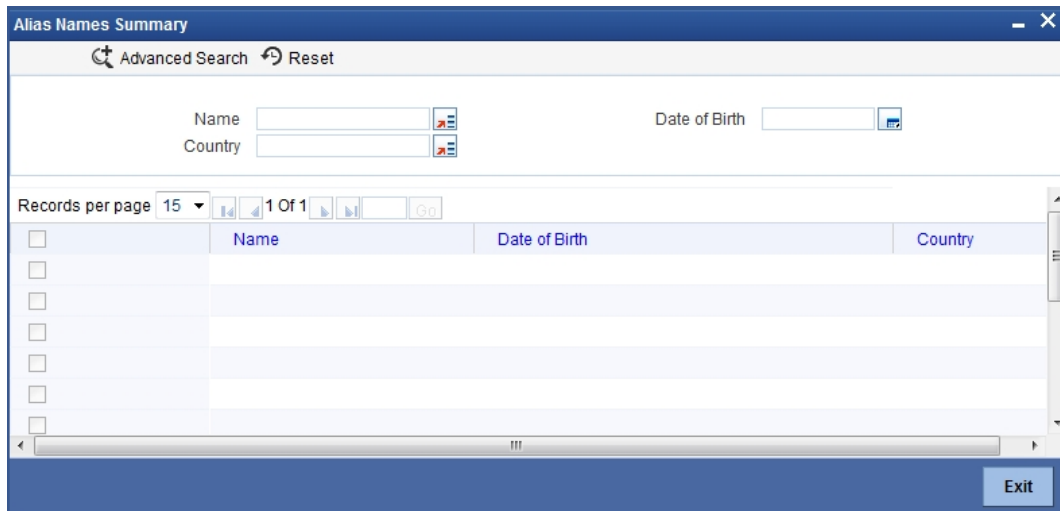 Alias Names Summary
Advanced Search Reset
Name Date of Birth
Country
Records per page 15 1 Of 1 Go
Name Date of Birth Country
Exit